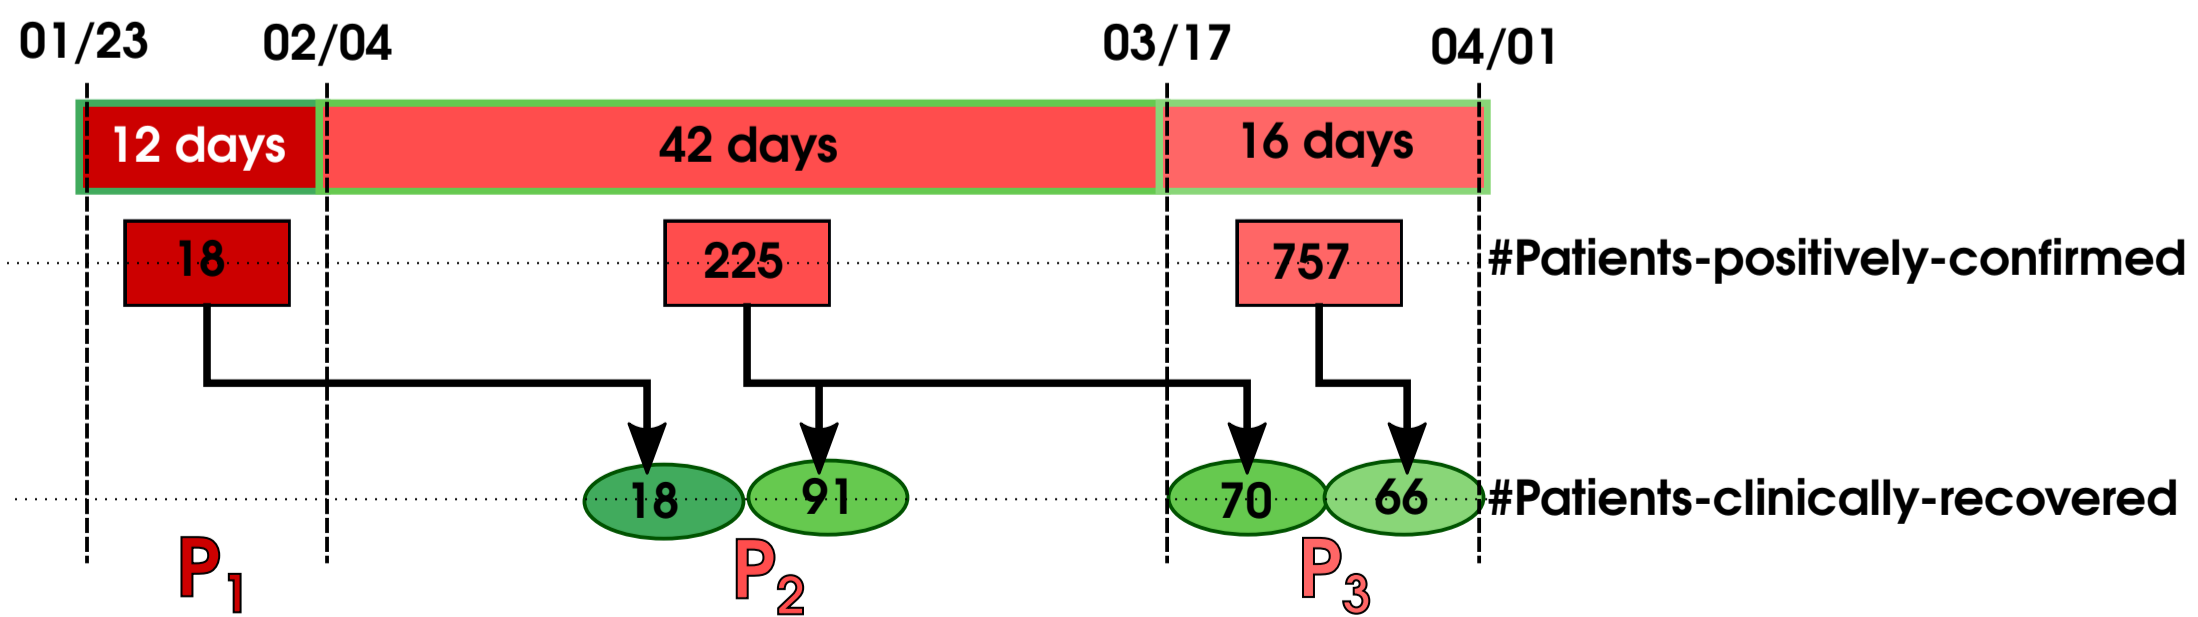 01/23 02/04 03/17 04/01
12 days 42 days 16 days
18 225 757 #Patients-positively-confirmed
18 91 70 66 #Patients-clinically-recovered
P1 P2 P3